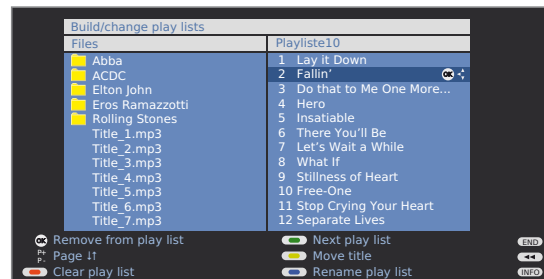 Build/change play lists
Files
Playliste10
Abba
ACDC
Elton John
Eros Ramazzotti
Rolling Stones
Title_1.mp3
Title_2.mp3
Title_3.mp3
Title_4.mp3
Title_5.mp3
Title_6.mp3
Title_7.mp3
1 Lay it Down
2 Fallin’ OK
3 Do that to Me One More...
4 Hero
5 Insatiable
6 There You’ll Be
7 Let’s Wait a While
8 What If
9 Stillness of Heart
10 Free-One
11 Stop Crying Your Heart
12 Separate Lives
OK Remove from play list
P+ P- Page ↓↑
Clear play list
Next play list
Move title
Rename play list
END
INFO